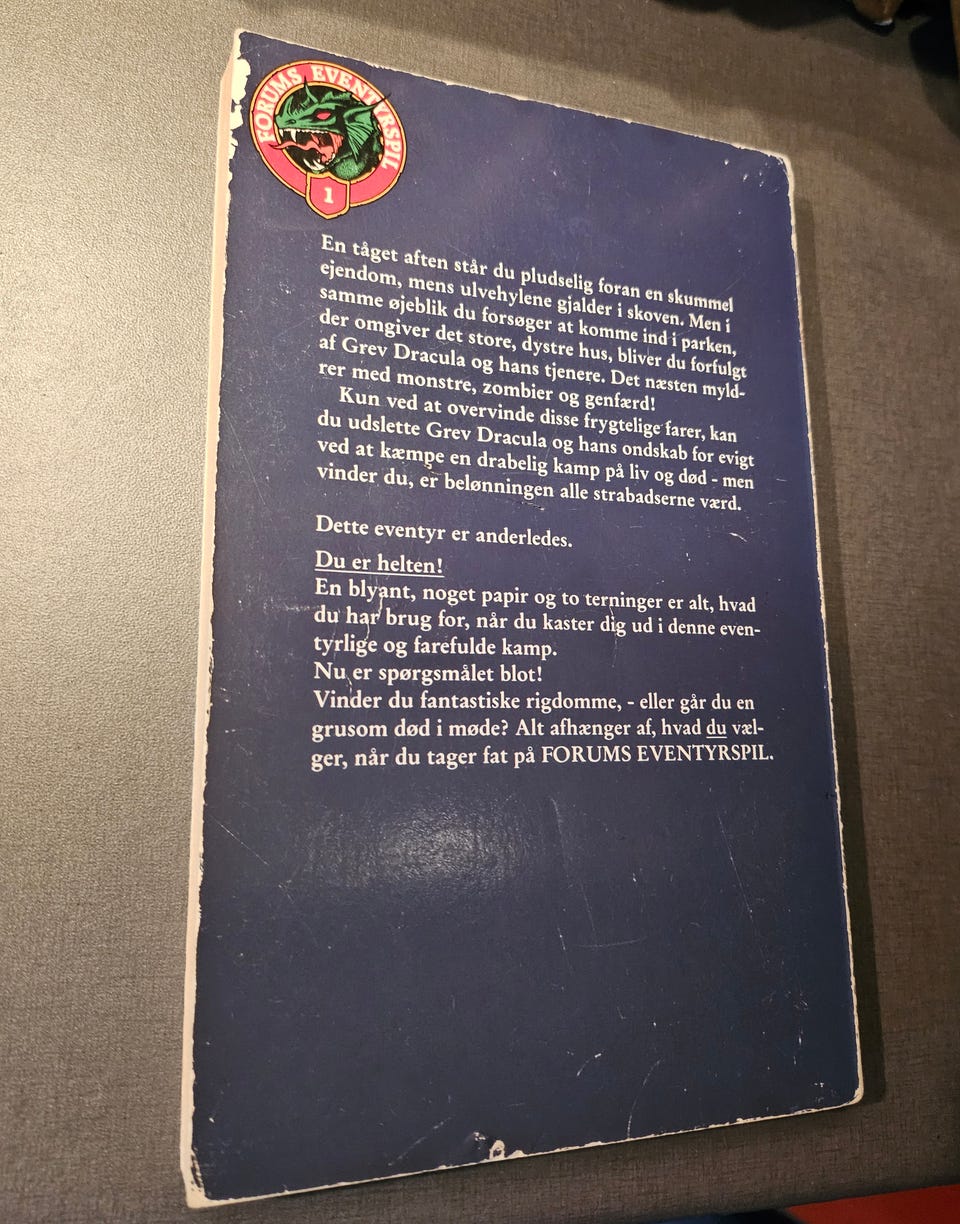 FORUMS EVENTYRSPIL
1
En tåget aften står du pludselig foran en skummel
ejendom, mens ulvehylene gjalder i skoven. Men i
samme øjeblik du forsøger at komme ind i parken,
der omgiver det store, dystre hus, bliver du forfulgt
af Grev Dracula og hans tjenere. Det næsten myld-
rer med monstre, zombier og genfærd!
Kun ved at overvinde disse frygtelige farer, kan
du udslette Grev Dracula og hans ondskab for evigt
ved at kæmpe en drabelig kamp på liv og død - men
vinder du, er belønningen alle strabadserne værd.
Dette eventyr er anderledes.
Du er helten!
En blyant, noget papir og to terninger er alt, hvad
du har brug for, når du kaster dig ud i denne even-
tyrlige og farefulde kamp.
Nu er spørgsmålet blot!
Vinder du fantastiske rigdomme, - eller går du en
grusom død i møde? Alt afhænger af, hvad du væl-
ger, når du tager fat på FORUMS EVENTYRSPIL.